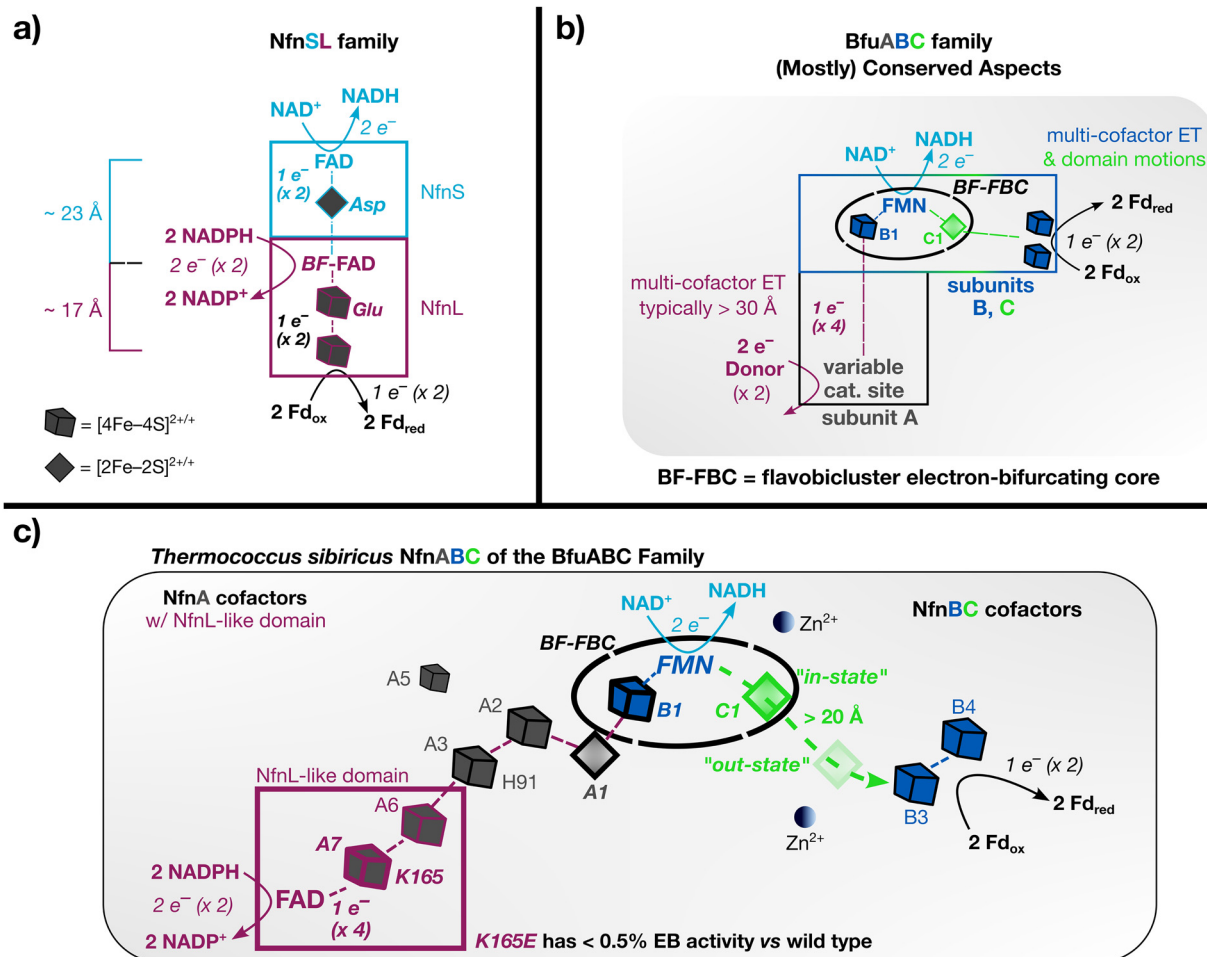 a)
NfnSL family
NAD⁺
NADH
2 e⁻
FAD
1 e⁻
(x 2)
Asp
NfnS
~ 23 Å
2 NADPH
2 e⁻ (x 2)
2 NADP⁺
BF-FAD
Glu
NfnL
~ 17 Å
1 e⁻
(x 2)
1 e⁻ (x 2)
2 Fdox
2 Fdred
= [4Fe–4S]²⁺/⁺
= [2Fe–2S]²⁺/⁺
b)
BfuABC family
(Mostly) Conserved Aspects
NAD⁺
NADH
2 e⁻
multi-cofactor ET
& domain motions
BF-FBC
FMN
B1
C1
2 Fdred
1 e⁻ (x 2)
2 Fdox
subunits
B, C
multi-cofactor ET
typically > 30 Å
1 e⁻
(x 4)
2 e⁻
Donor
(x 2)
variable
cat. site
subunit A
BF-FBC = flavobicluster electron-bifurcating core
c)
Thermococcus sibiricus NfnABC of the BfuABC Family
NfnA cofactors
w/ NfnL-like domain
NAD⁺
NADH
2 e⁻
Zn²⁺
NfnBC cofactors
BF-FBC
FMN
B1
C1
"in-state"
> 20 Å
"out-state"
A5
A2
A3
H91
A1
B4
B3
1 e⁻ (x 2)
2 Fdred
2 Fdox
Zn²⁺
NfnL-like domain
A6
A7
K165
2 NADPH
2 e⁻ (x 2)
2 NADP⁺
FAD
1 e⁻
(x 4)
K165E has < 0.5% EB activity vs wild type